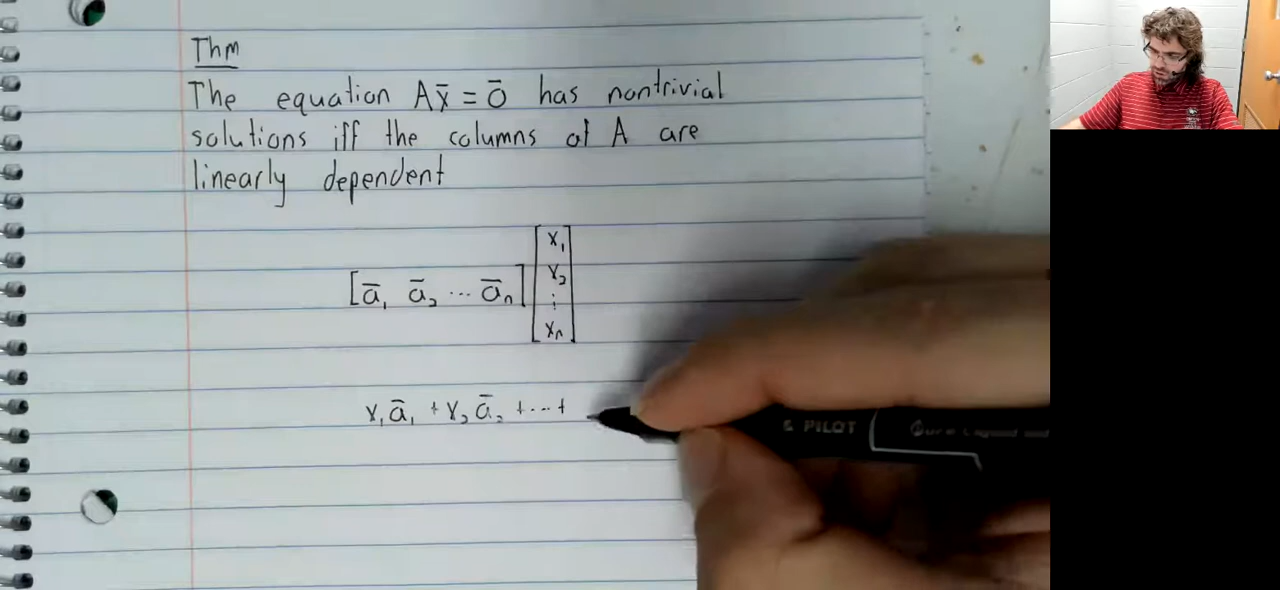 Thm
The equation Ax̄ = 0̄ has nontrivial
solutions iff the columns of A are
linearly dependent
[ā₁ ā₂ ... āₙ] [x₁ x₂ ⋮ xₙ]
x₁ā₁ + x₂ā₂ + ... +
PILOT